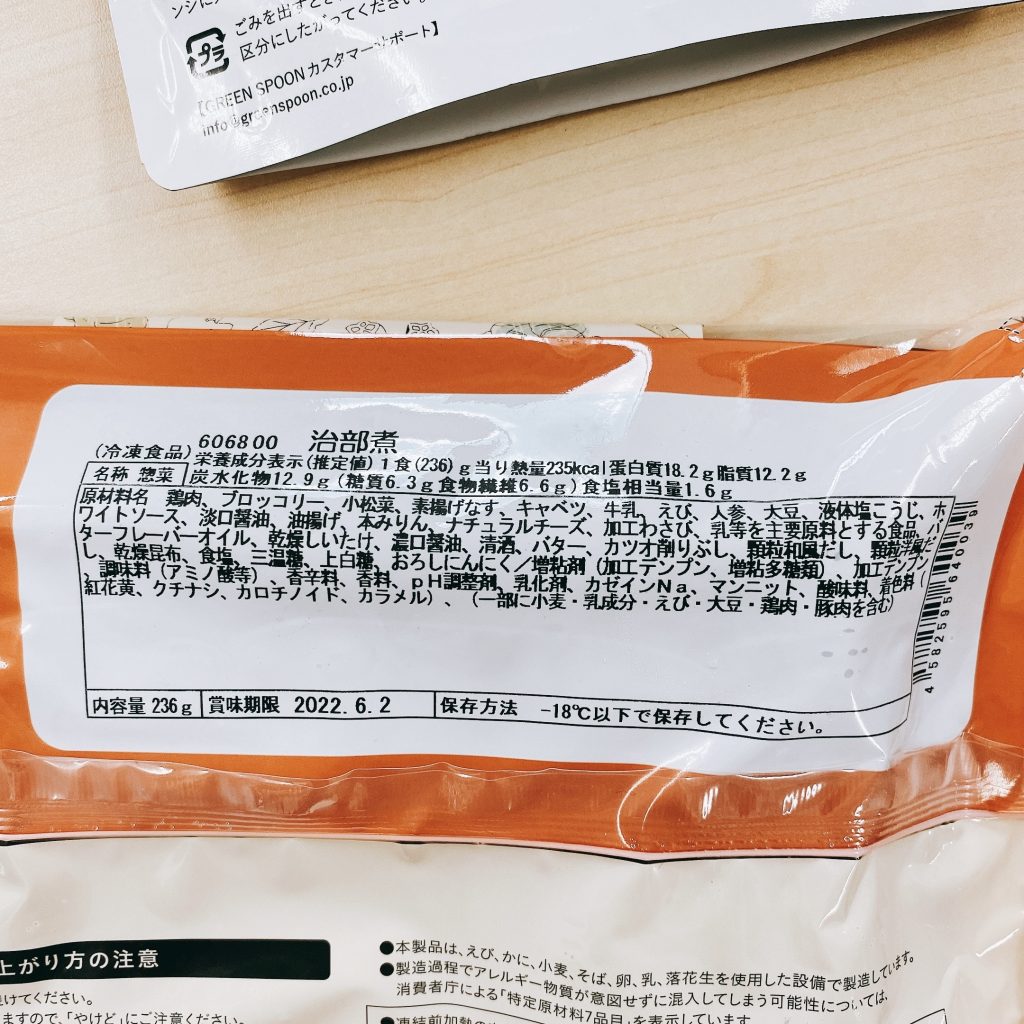 ンジに
ごみを出すときは
区分にしたがってください。
プラ
【GREEN SPOON カスタマーサポート】
info@greenspoon.co.jp
(冷凍食品) 606800 治部煮
栄養成分表示(推定値) 1食(236)g当り熱量235kcal 蛋白質18.2g脂質12.2g
名称 惣菜 炭水化物12.9g(糖質6.3g食物繊維6.6g)食塩相当量1.6g
原材料名 鶏肉、ブロッコリー、小松菜、素揚げなす、キャベツ、牛乳、えび、人参、大豆、液体塩こうじ、ホ
ワイトソース、淡口醤油、油揚げ、本みりん、ナチュラルチーズ、加工わさび、乳等を主要原料とする食品、バ
ターフレーバーオイル、乾燥しいたけ、濃口醤油、清酒、バター、カツオ削りぶし、顆粒和風だし、顆粒洋風だ
し、乾燥昆布、食塩、三温糖、上白糖、おろしにんにく／増粘剤（加工デンプン、増粘多糖類）、加工デンプン
、調味料（アミノ酸等）、香辛料、香料、pH調整剤、乳化剤、カゼインNa、マンニット、酸味料、着色料（
紅花黄、クチナシ、カロチノイド、カラメル）、（一部に小麦・乳成分・えび・大豆・鶏肉・豚肉を含む）
内容量 236g 賞味期限 2022.6.2 保存方法 -18℃以下で保存してください。
4582595640039
上がり方の注意
けてください。
ますので、「やけど」にご注意ください。
●本製品は、えび、かに、小麦、そば、卵、乳、落花生を使用した設備で製造しています。
●製造過程でアレルギー物質が意図せずに混入してしまう可能性については、
消費者庁による「特定原材料7品目」を表示しています。
●凍結前加熱の